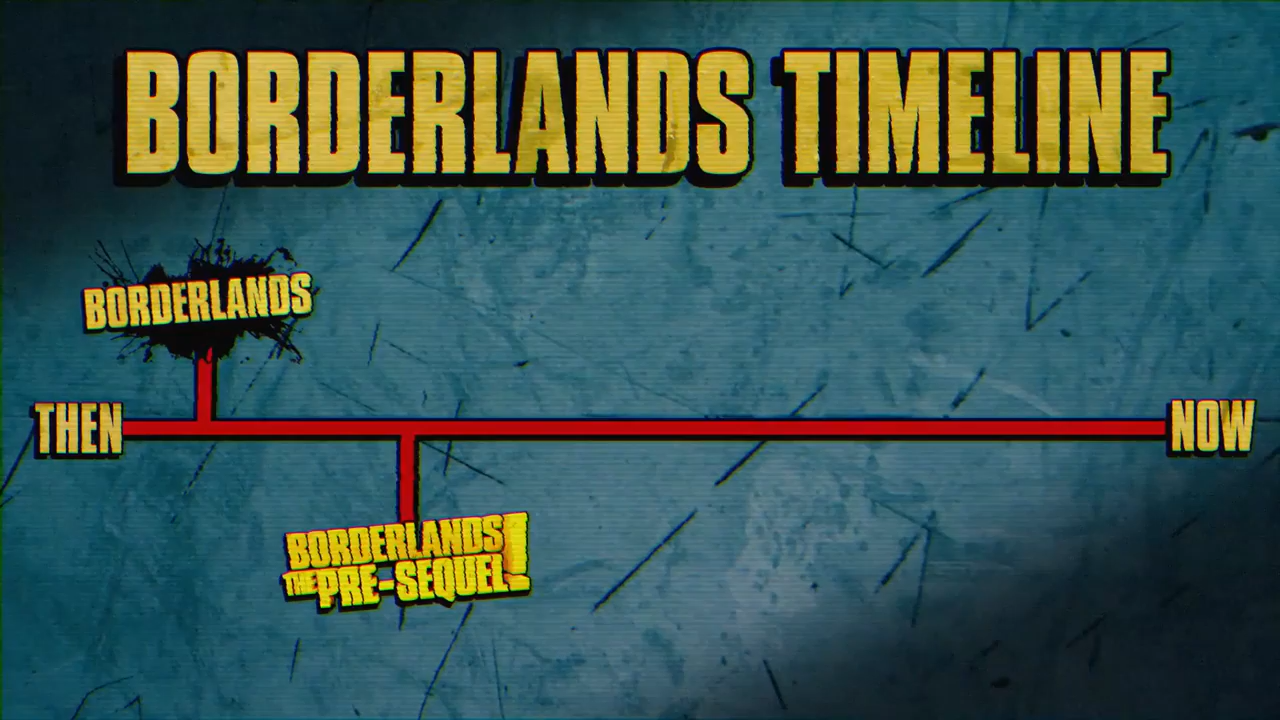 BORDERLANDS TIMELINE
BORDERLANDS
THEN
NOW
BORDERLANDS
THE PRE-SEQUEL!